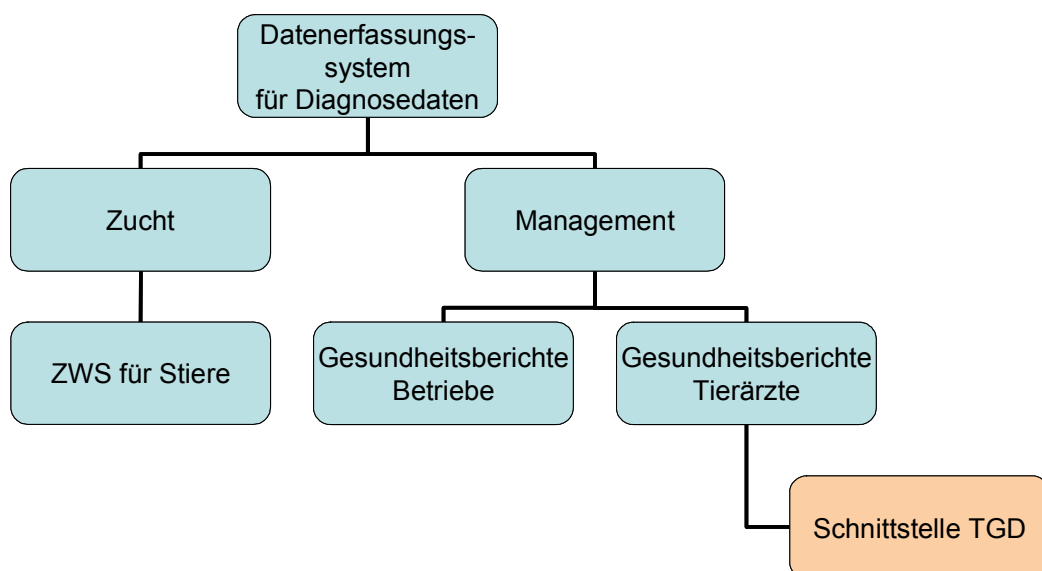 Datenerfassungs-
system
für Diagnosedaten
Zucht
Management
ZWS für Stiere
Gesundheitsberichte
Betriebe
Gesundheitsberichte
Tierärzte
Schnittstelle TGD